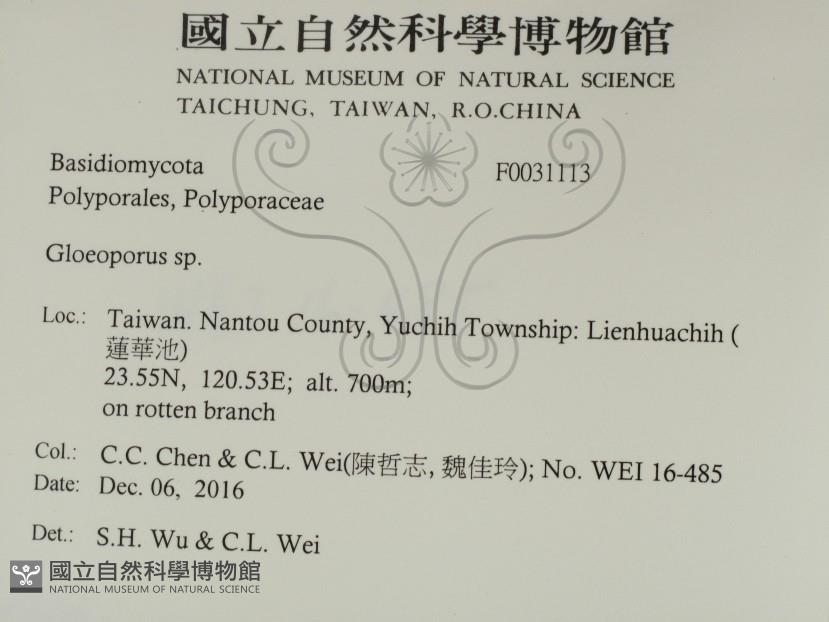 國立自然科學博物館
NATIONAL MUSEUM OF NATURAL SCIENCE
TAICHUNG, TAIWAN, R.O.CHINA
Basidiomycota F0031113
Polyporales, Polyporaceae
Gloeoporus sp.
Loc.: Taiwan. Nantou County, Yuchih Township: Lienhuachih (
蓮華池)
23.55N, 120.53E; alt. 700m;
on rotten branch
Col.: C.C. Chen & C.L. Wei(陳哲志, 魏佳玲); No. WEI 16-485
Date: Dec. 06, 2016
Det.: S.H. Wu & C.L. Wei
國立自然科學博物館
NATIONAL MUSEUM OF NATURAL SCIENCE